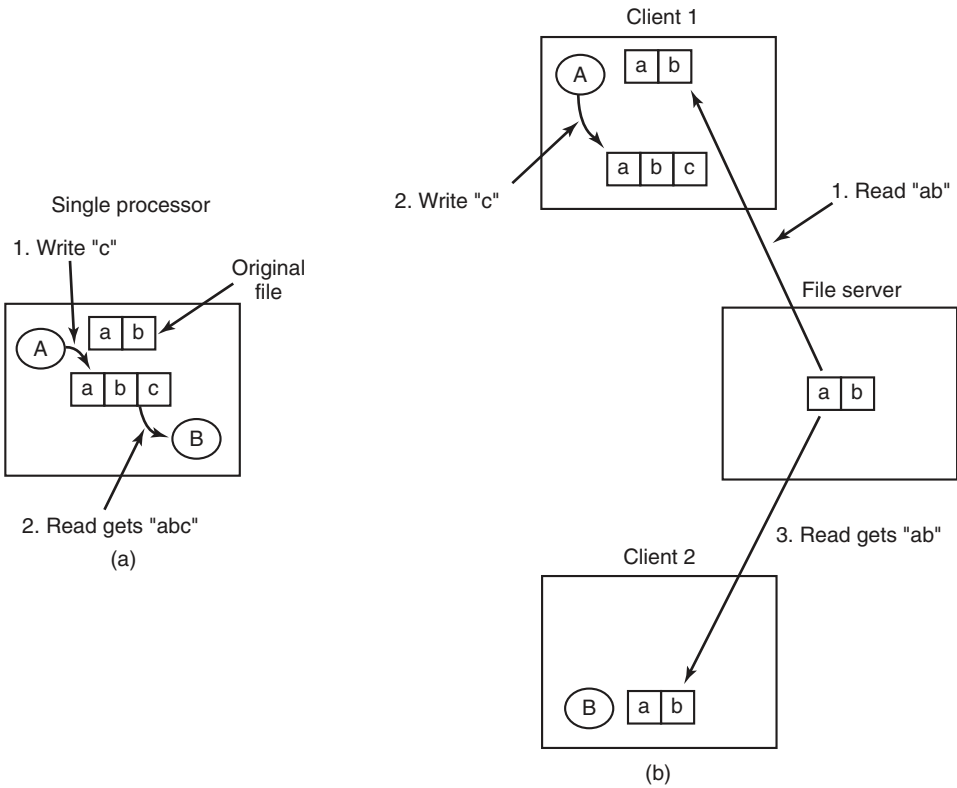 Single processor
1. Write "c"
Original
file
A
a b
a b c
B
2. Read gets "abc"
(a)
Client 1
A
a b
a b c
2. Write "c"
1. Read "ab"
File server
a b
3. Read gets "ab"
Client 2
B
a b
(b)